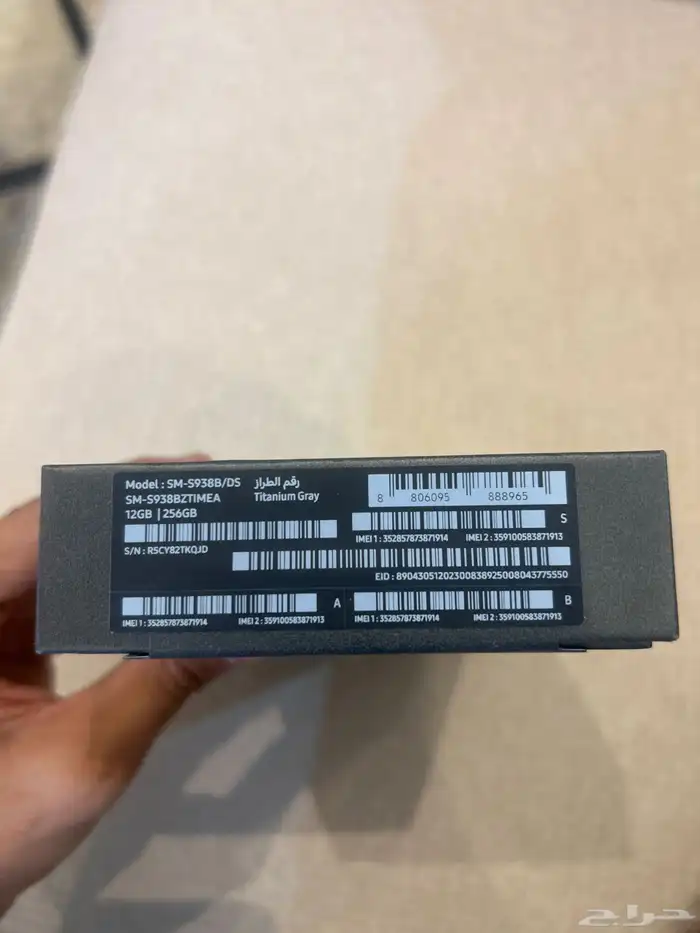 Model : SM-S938B/DS رقم الطراز
SM-S938BZTIMEA Titanium Gray
12GB | 256GB
8 806095 888965
S/N : R5CY82TKQJD
IMEI 1 : 352857873871914 IMEI 2 : 359100583871913 S
EID : 89043051202300838925008043775550
IMEI 1 : 352857873871914 IMEI 2 : 359100583871913 A
IMEI 1 : 352857873871914 IMEI 2 : 359100583871913 B
حراج